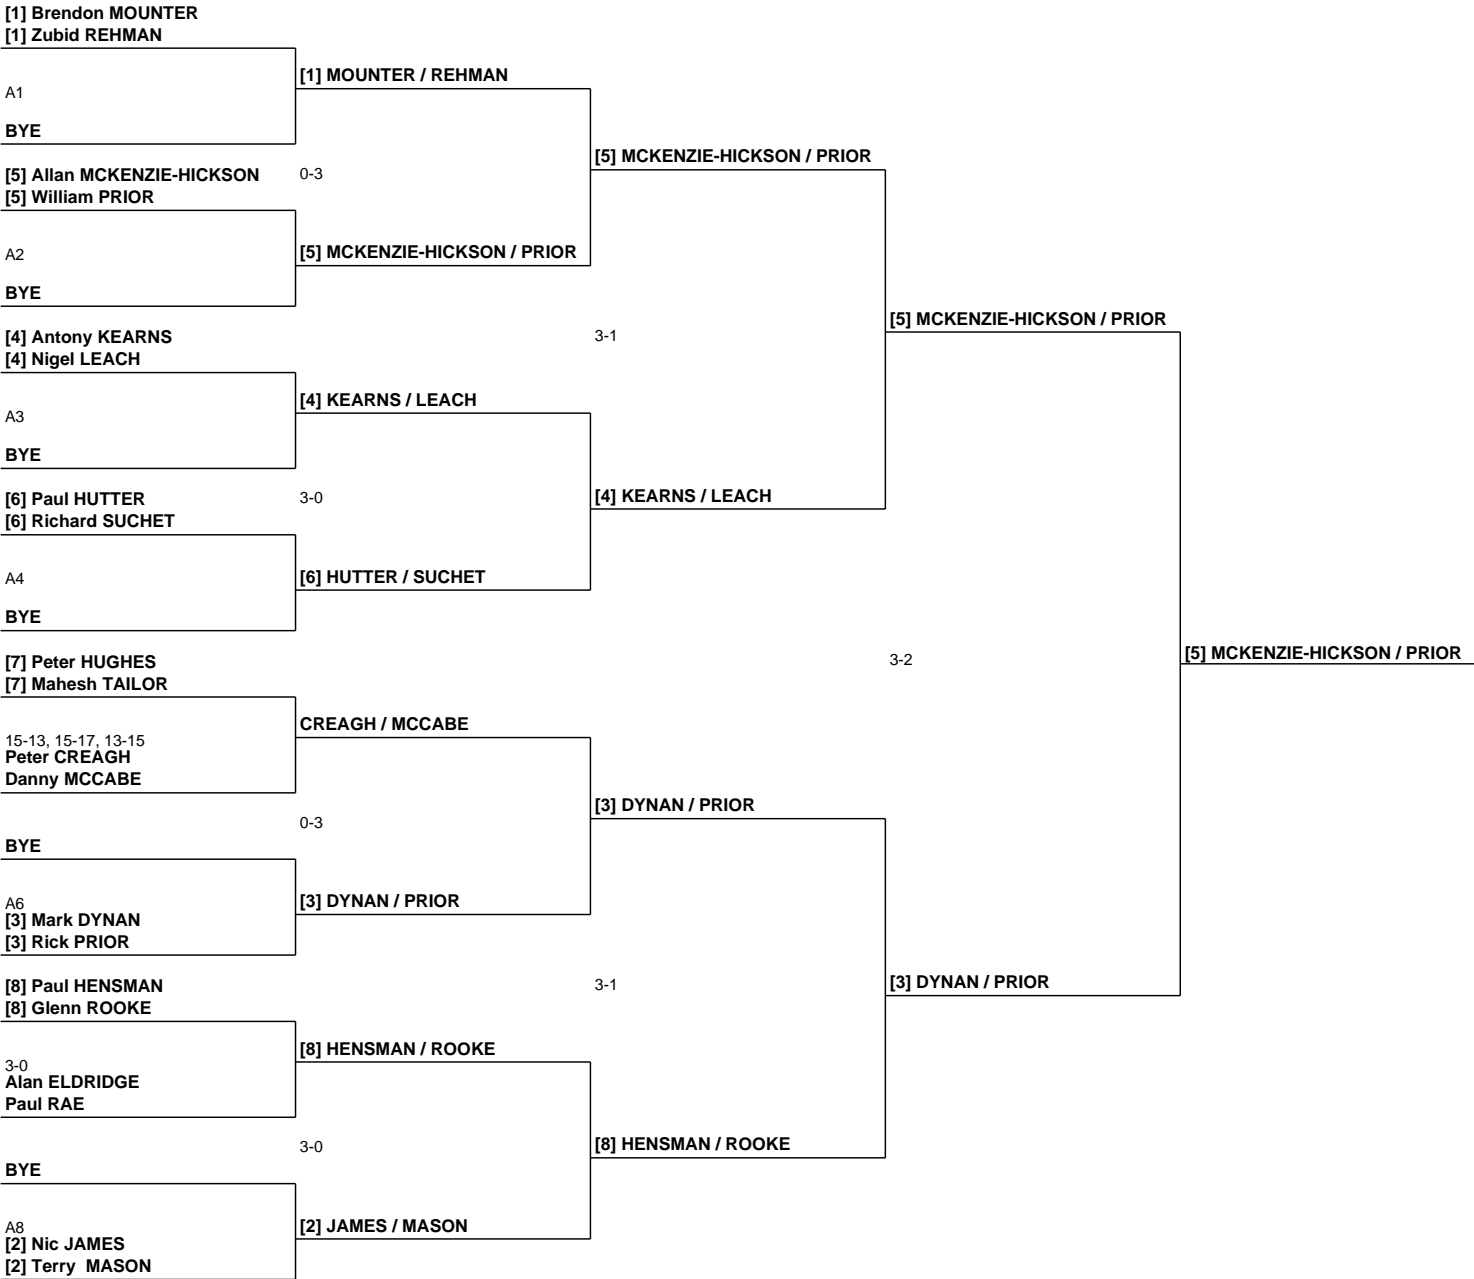 [1] Brendon MOUNTER
[1] Zubid REHMAN
[1] MOUNTER / REHMAN
A1
BYE
[5] MCKENZIE-HICKSON / PRIOR
[5] Allan MCKENZIE-HICKSON
0-3
[5] William PRIOR
A2
[5] MCKENZIE-HICKSON / PRIOR
BYE
[5] MCKENZIE-HICKSON / PRIOR
[4] Antony KEARNS
3-1
[4] Nigel LEACH
[4] KEARNS / LEACH
A3
BYE
[6] Paul HUTTER
3-0
[4] KEARNS / LEACH
[6] Richard SUCHET
A4
[6] HUTTER / SUCHET
BYE
[7] Peter HUGHES
3-2
[5] MCKENZIE-HICKSON / PRIOR
[7] Mahesh TAILOR
CREAGH / MCCABE
15-13, 15-17, 13-15
Peter CREAGH
Danny MCCABE
[3] DYNAN / PRIOR
0-3
BYE
A6
[3] DYNAN / PRIOR
[3] Mark DYNAN
[3] Rick PRIOR
[8] Paul HENSMAN
3-1
[3] DYNAN / PRIOR
[8] Glenn ROOKE
[8] HENSMAN / ROOKE
3-0
Alan ELDRIDGE
Paul RAE
3-0
[8] HENSMAN / ROOKE
BYE
A8
[2] JAMES / MASON
[2] Nic JAMES
[2] Terry  MASON